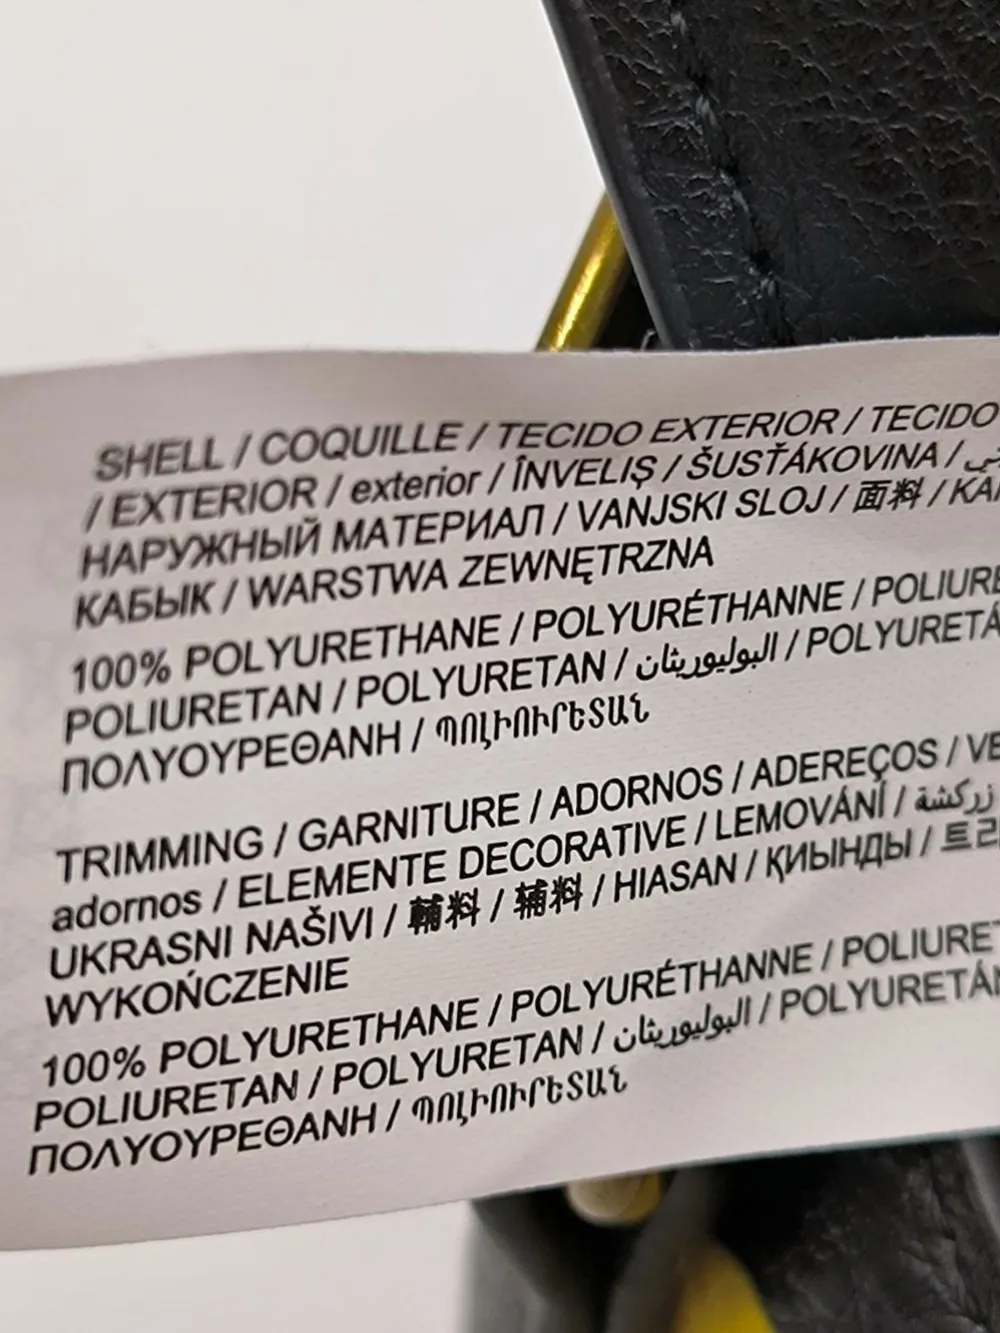 SHELL / COQUILLE / TECIDO EXTERIOR / TECIDO
/ EXTERIOR / exterior / ÎNVELIȘ / ŠUSŤÁKOVINA /
НАРУЖНЫЙ МАТЕРИАЛ / VANJSKI SLOJ / 面料 /
КАБЫК / WARSTWA ZEWNĘTRZNA
100% POLYURETHANE / POLYURÉTHANNE /
POLIURETAN / POLYURETAN / البوليوريثان /
ΠΟΛΥΟΥΡΕΘΑΝΗ / ՊՈԼԻՈՒՐԵՏԱՆ
TRIMMING / GARNITURE / ADORNOS / ADEREÇOS /
adornos / ELEMENTE DECORATIVE / LEMOVÁNÍ / زركشة
UKRASNI NAŠIVI / 輔料 / 辅料 / HIASAN / ҚИЫНДЫ /
WYKOŃCZENIE
100% POLYURETHANE / POLYURÉTHANNE /
POLIURETAN / POLYURETAN / البوليوريثان /
ΠΟΛΥΟΥΡΕΘΑΝΗ / ՊՈԼԻՈՒՐԵՏԱՆ